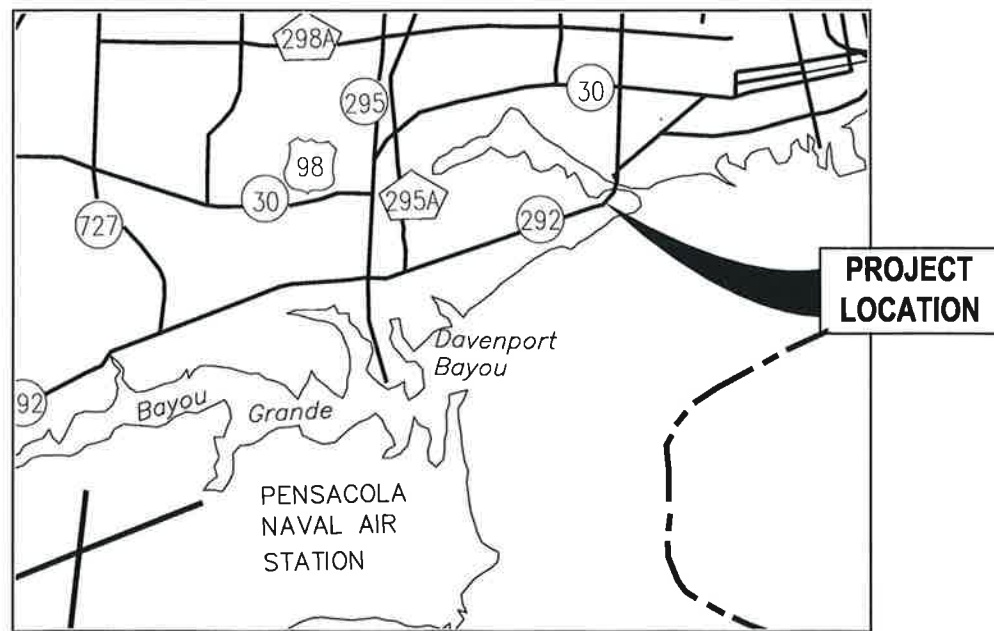 298A
295
30
98
30
295A
727
292
PROJECT
LOCATION
Davenport
Bayou
92
Bayou
Grande
PENSACOLA
NAVAL AIR
STATION